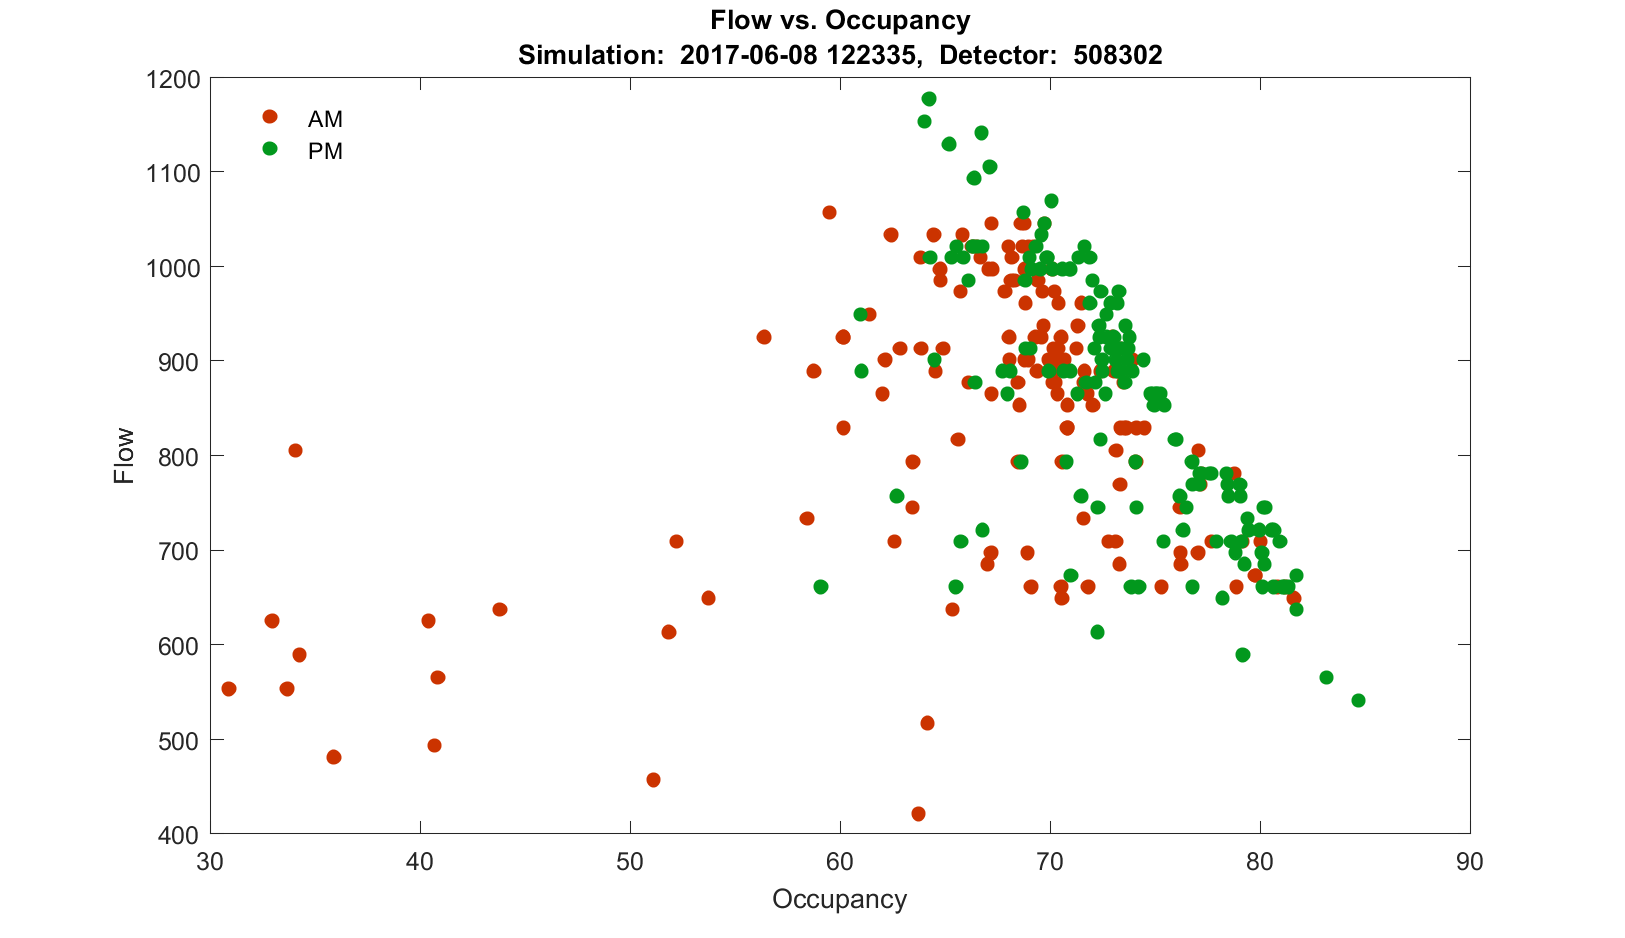 Flow vs. Occupancy
Simulation:  2017-06-08 122335,  Detector:  508302
1200
AM
PM
1100
1000
900
800
Flow
700
600
500
400
30 40 50 60 70 80 90
Occupancy